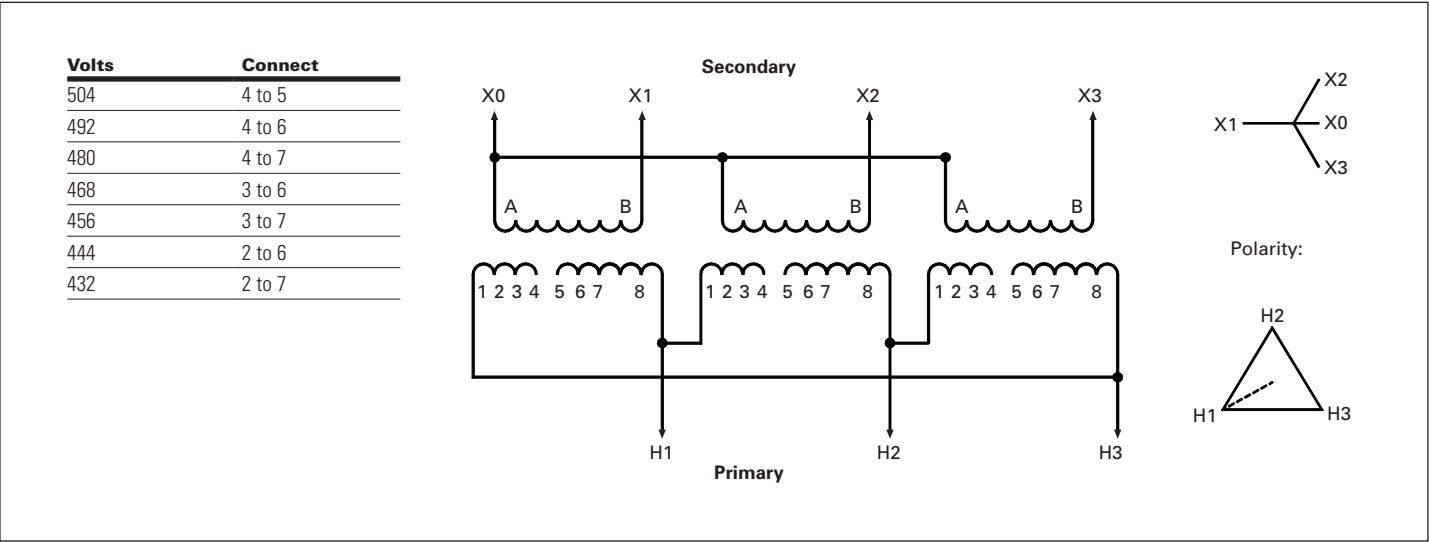 Volts Connect
504 4 to 5
492 4 to 6
480 4 to 7
468 3 to 6
456 3 to 7
444 2 to 6
432 2 to 7
Secondary
X0 X1 X2 X3
A B A B A B
1 2 3 4 5 6 7 8 1 2 3 4 5 6 7 8 1 2 3 4 5 6 7 8
H1 H2 H3
Primary
X2
X1 X0
X3
Polarity:
H2
H1 H3